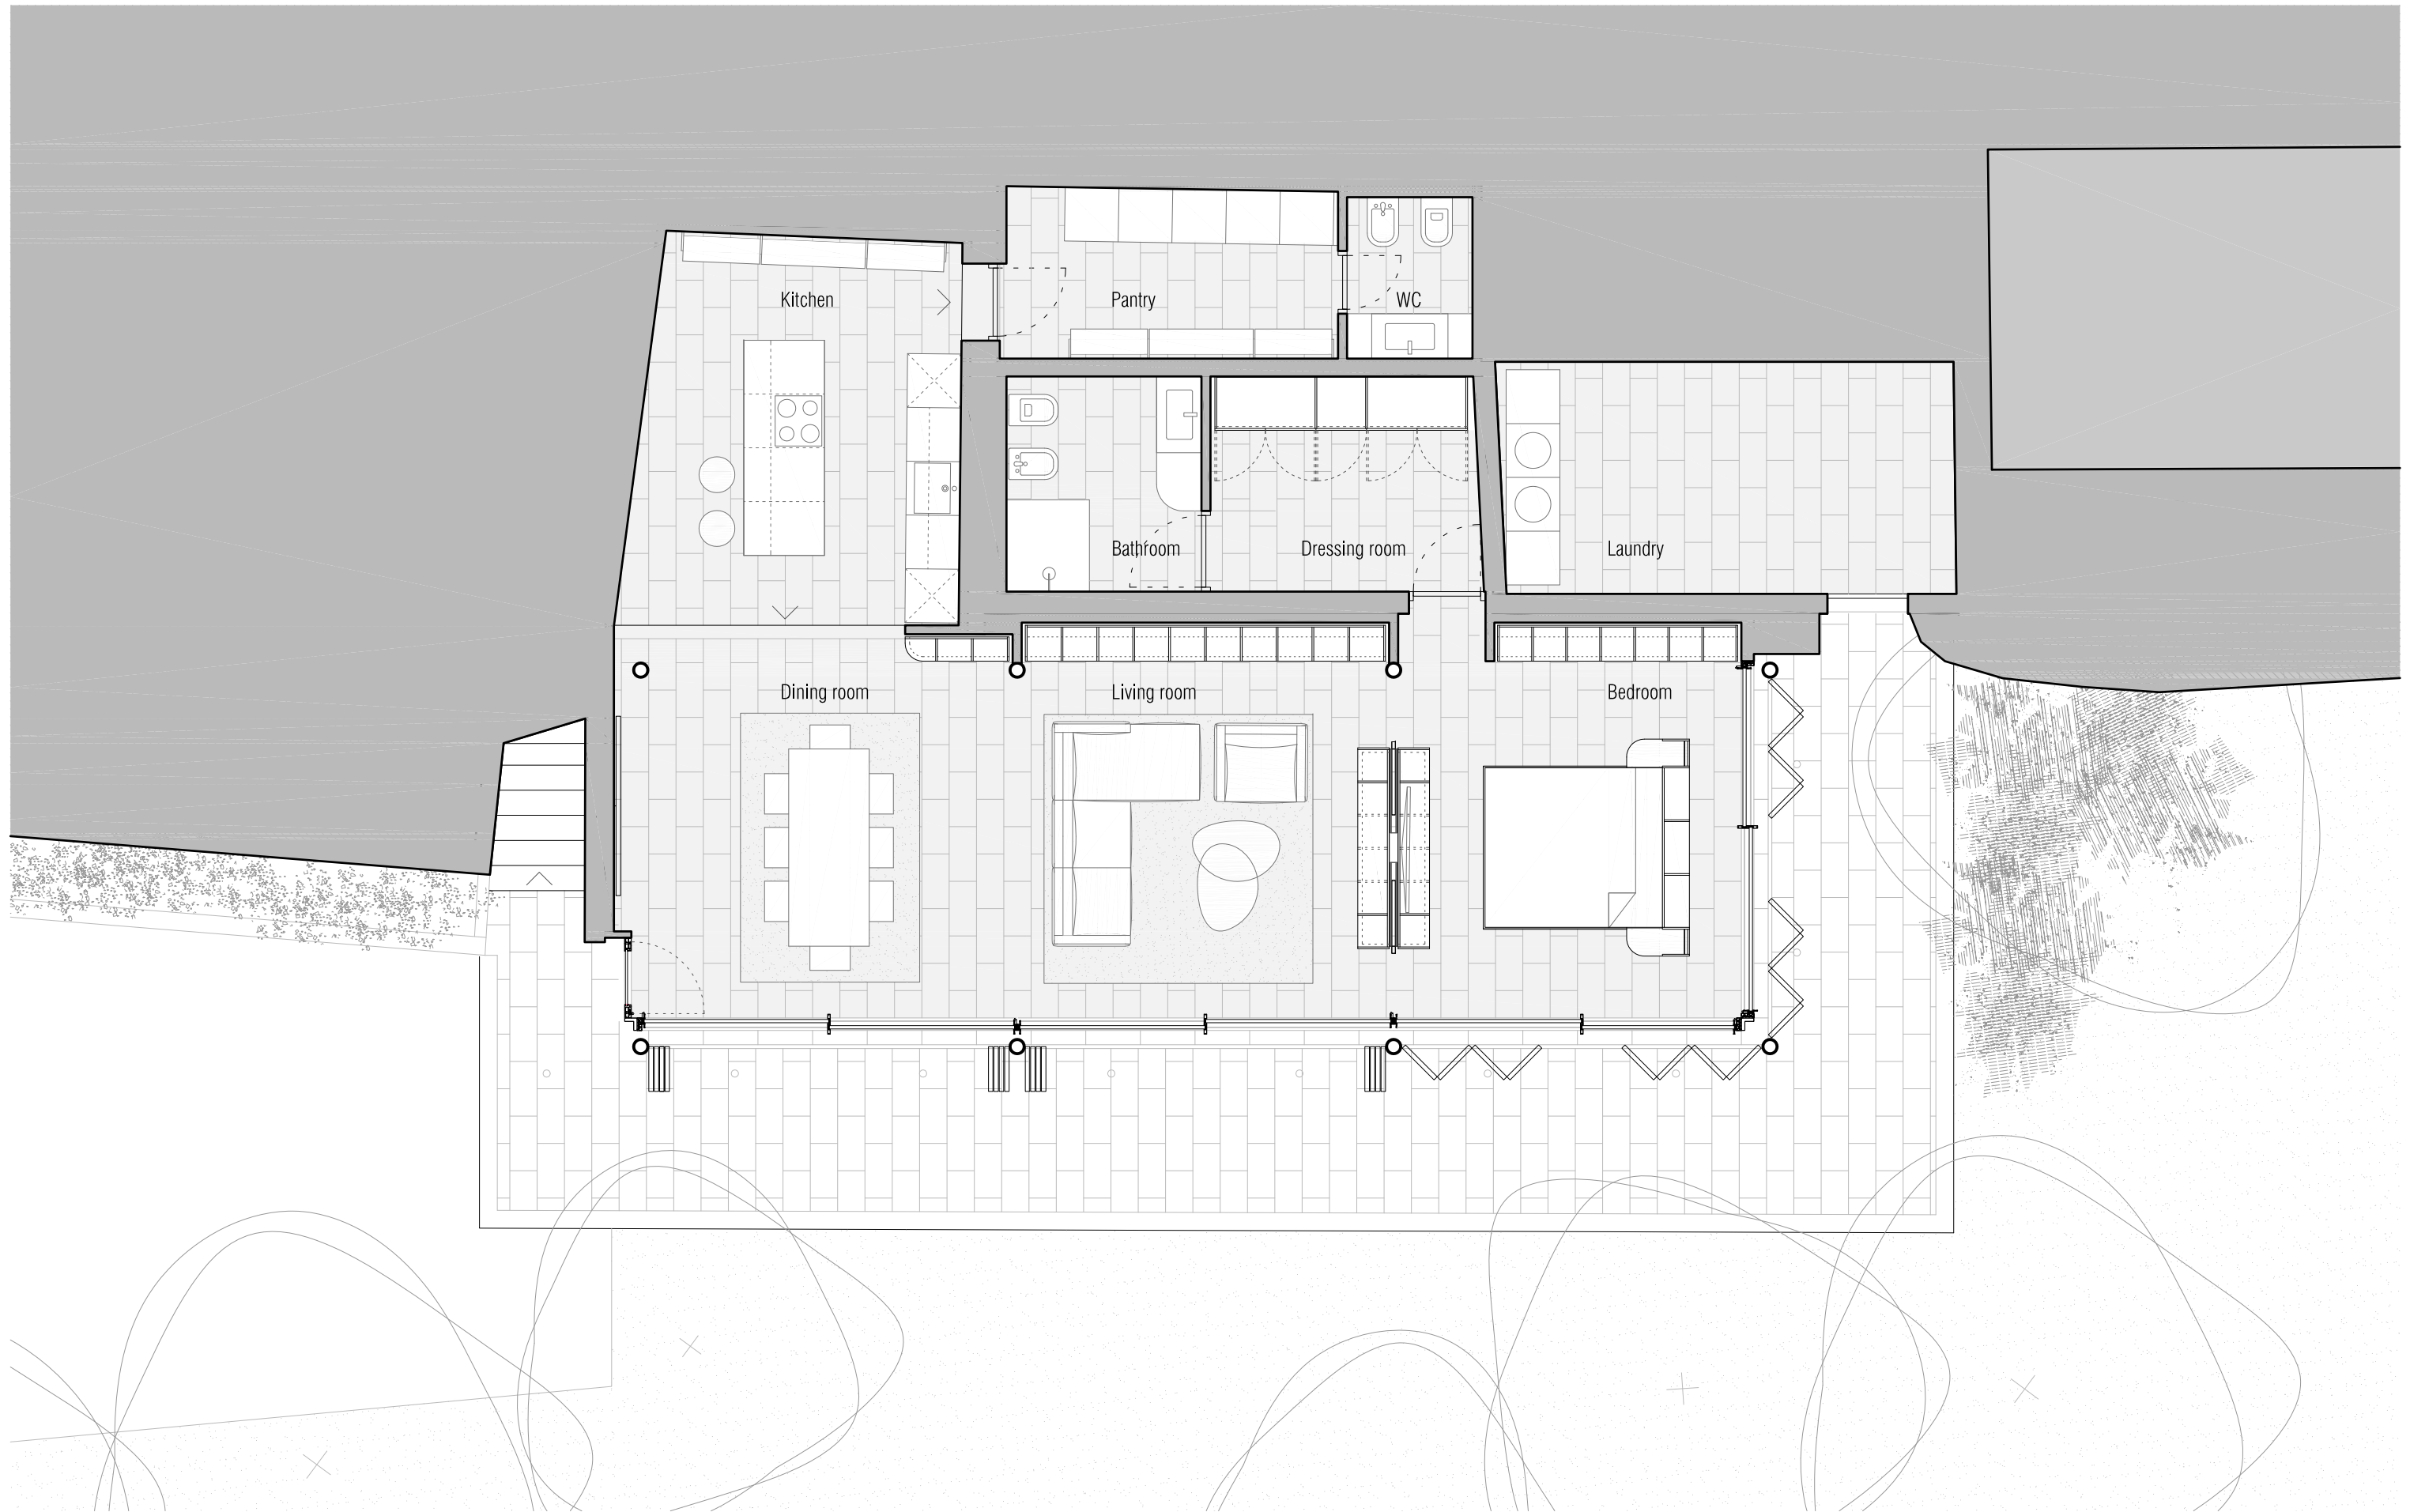 Kitchen
Pantry
WC
Bathroom
Dressing room
Laundry
Dining room
Living room
Bedroom